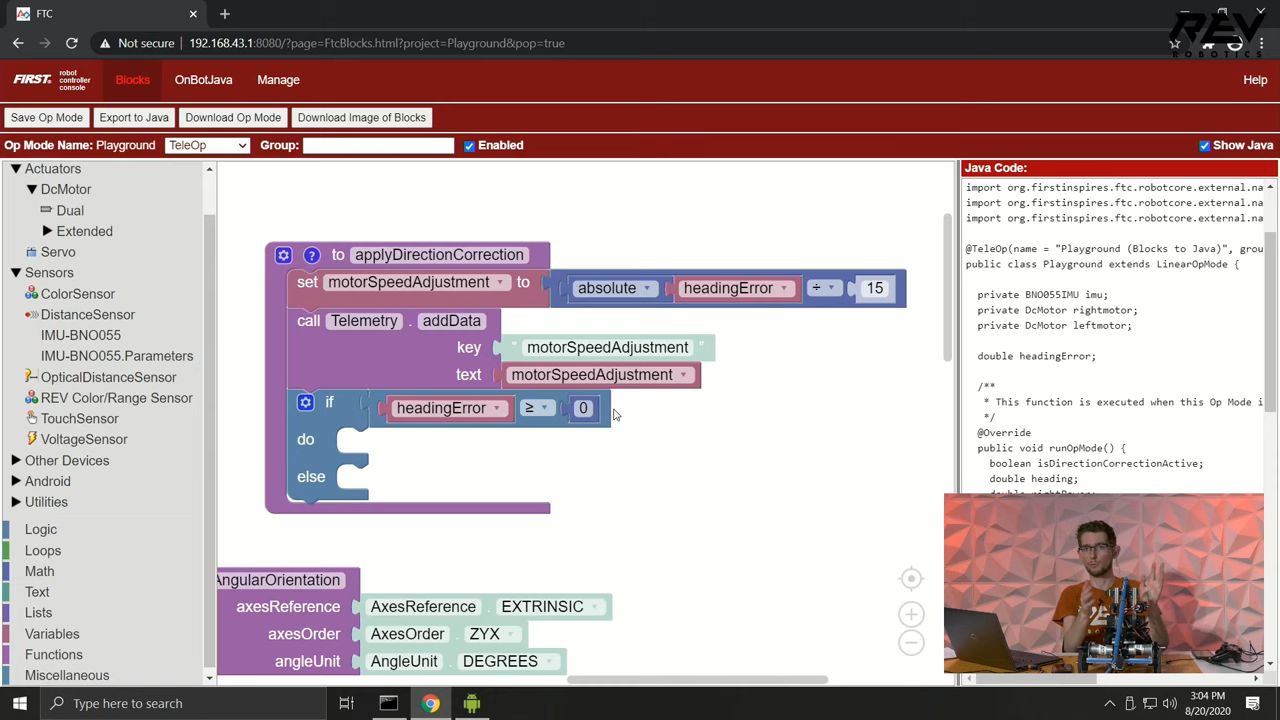 FTC
Not secure 192.168.43.1:8080/?page=FtcBlocks.html?project=Playground&pop=true
REV
ROBOTICS
FIRST. robot controller console Blocks OnBotJava Manage Help
Save Op Mode Export to Java Download Op Mode Download Image of Blocks
Op Mode Name: Playground TeleOp Group: Enabled Show Java
Actuators
DcMotor
Dual
Extended
Servo
Sensors
ColorSensor
DistanceSensor
IMU-BNO055
IMU-BNO055.Parameters
OpticalDistanceSensor
REV Color/Range Sensor
TouchSensor
VoltageSensor
Other Devices
Android
Utilities
Logic
Loops
Math
Text
Lists
Variables
Functions
Miscellaneous
? to applyDirectionCorrection
set motorSpeedAdjustment to absolute headingError ÷ 15
call Telemetry . addData
key “ motorSpeedAdjustment ”
text motorSpeedAdjustment
if headingError ≥ 0
do
else
AngularOrientation
axesReference AxesReference . EXTRINSIC
axesOrder AxesOrder . ZYX
angleUnit AngleUnit . DEGREES
Java Code:
import org.firstinspires.ftc.robotcore.external.na
import org.firstinspires.ftc.robotcore.external.na
import org.firstinspires.ftc.robotcore.external.na
@TeleOp(name = "Playground (Blocks to Java)", grou
public class Playground extends LinearOpMode {
private BNO055IMU imu;
private DcMotor rightmotor;
private DcMotor leftmotor;
double headingError;
/**
* This function is executed when this Op Mode i
*/
@Override
public void runOpMode() {
boolean isDirectionCorrectionActive;
double heading;
Type here to search
3:04 PM
8/20/2020